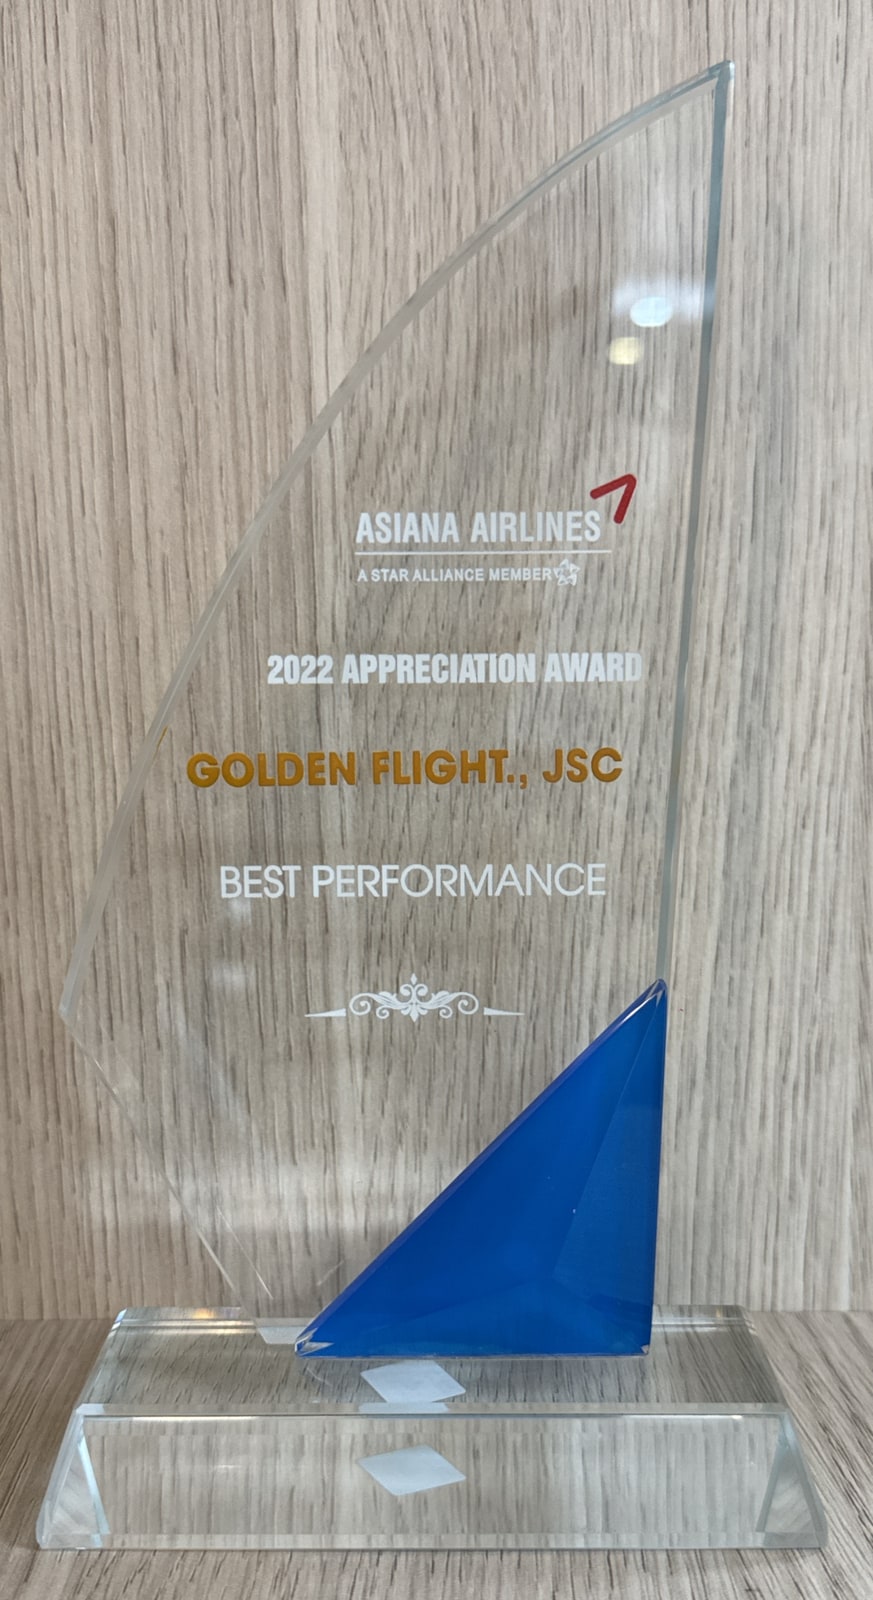 ASIANA AIRLINES
A STAR ALLIANCE MEMBER
2022 APPRECIATION AWARD
GOLDEN FLIGHT., JSC
BEST PERFORMANCE